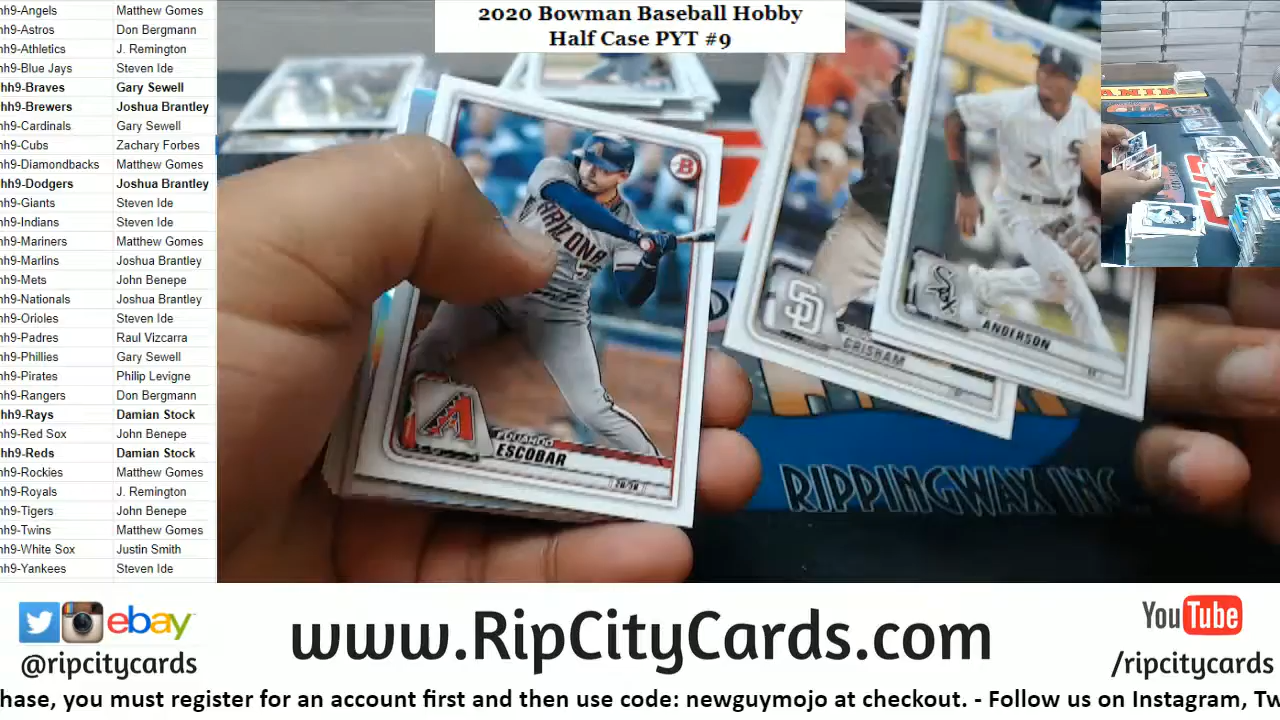 2020 Bowman Baseball Hobby
Half Case PYT #9
hh9-Angels Matthew Gomes
hh9-Astros Don Bergmann
hh9-Athletics J. Remington
hh9-Blue Jays Steven Ide
hh9-Braves Gary Sewell
hh9-Brewers Joshua Brantley
hh9-Cardinals Gary Sewell
hh9-Cubs Zachary Forbes
hh9-Diamondbacks Matthew Gomes
hh9-Dodgers Joshua Brantley
hh9-Giants Steven Ide
hh9-Indians Steven Ide
hh9-Mariners Matthew Gomes
hh9-Marlins Joshua Brantley
hh9-Mets John Benepe
hh9-Nationals Joshua Brantley
hh9-Orioles Steven Ide
hh9-Padres Raul Vizcarra
hh9-Phillies Gary Sewell
hh9-Pirates Philip Levigne
hh9-Rangers Don Bergmann
hh9-Rays Damian Stock
hh9-Red Sox John Benepe
hh9-Reds Damian Stock
hh9-Rockies Matthew Gomes
hh9-Royals J. Remington
hh9-Tigers John Benepe
hh9-Twins Matthew Gomes
hh9-White Sox Justin Smith
hh9-Yankees Steven Ide
B
ARIZONA
A
EDUARDO
ESCOBAR
2B/3B
SD
GRISHAM
7
Sox
ANDERSON
SS
PANINI
RIPPINGWAX INC
ebay
@ripcitycards
www.RipCityCards.com
YouTube
/ripcitycards
hase, you must register for an account first and then use code: newguymojo at checkout. - Follow us on Instagram, Tw